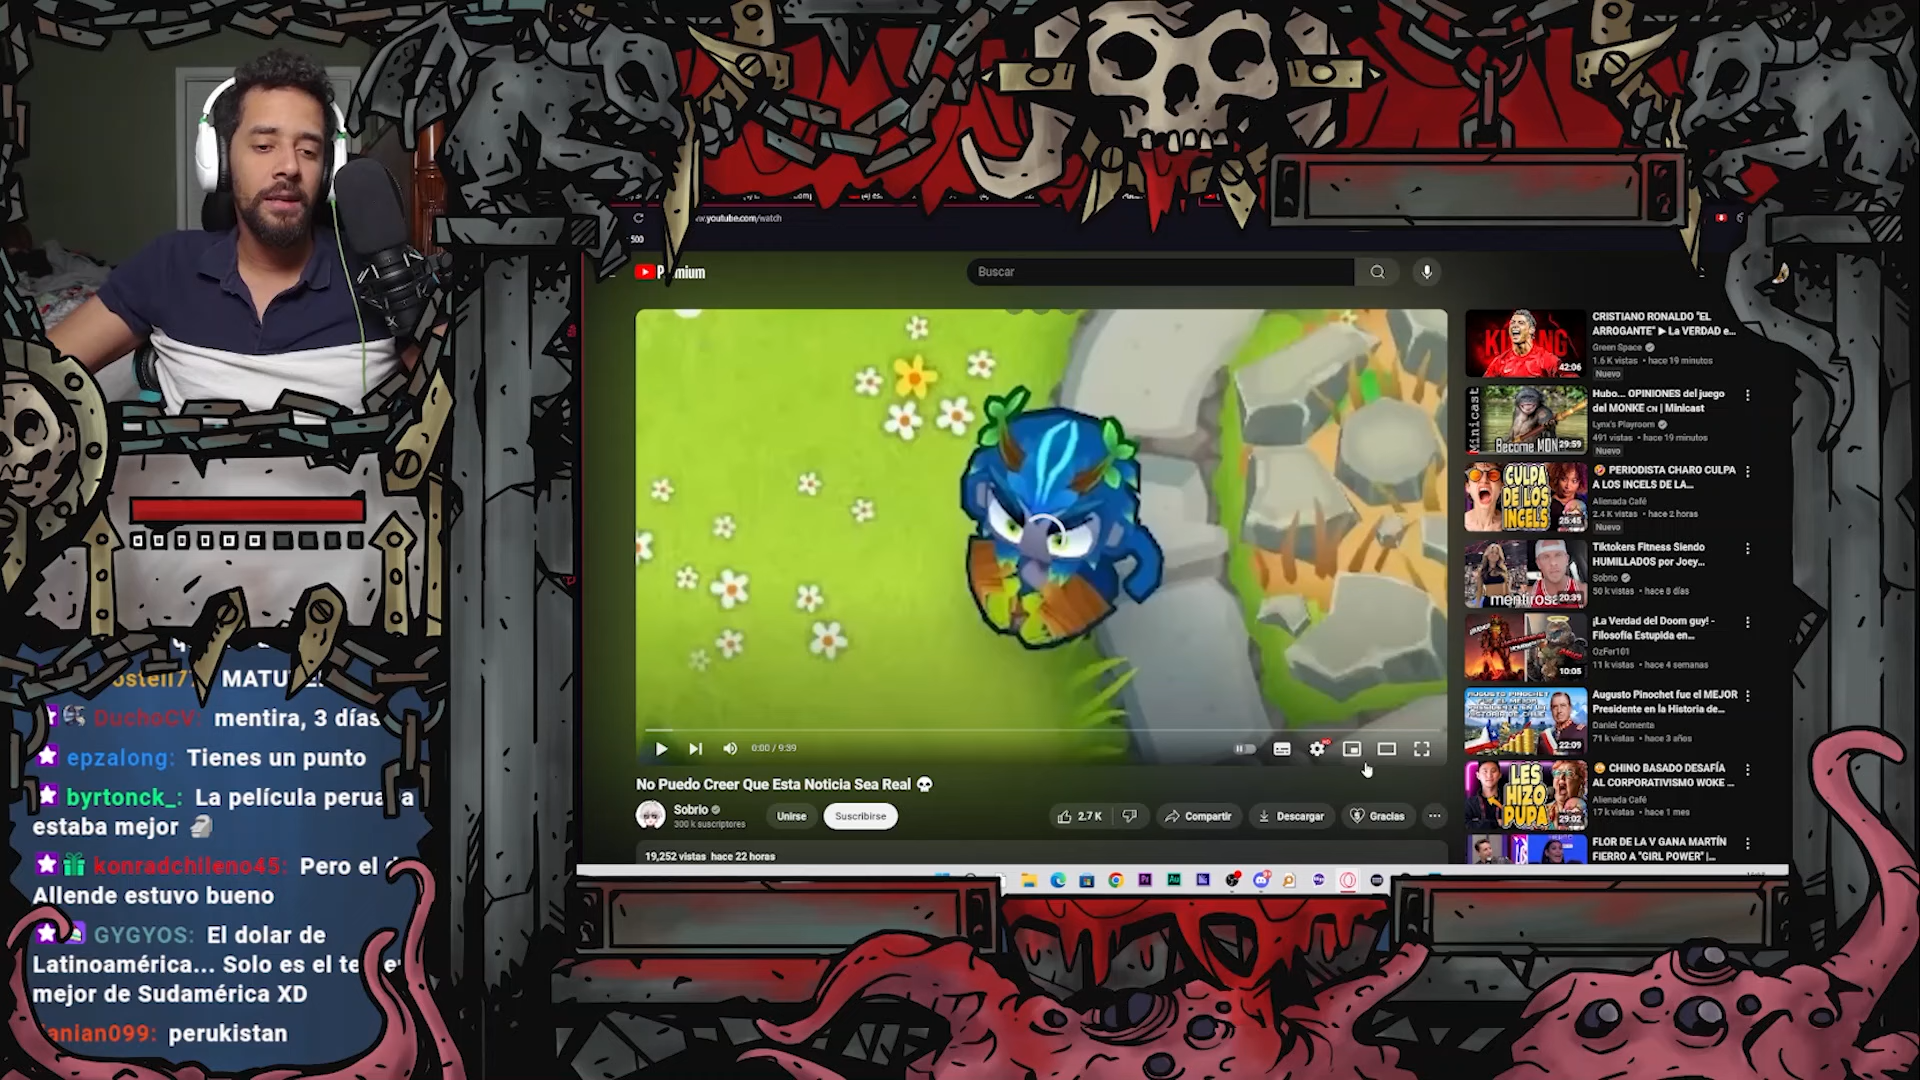 .youtube.com/watch
500
Premium
Buscar
0:00 / 9:39
No Puedo Creer Que Esta Noticia Sea Real 💀
Sobrio
300 k suscriptores
Unirse
Suscribirse
2.7 K
Compartir
Descargar
Gracias
19,252 vistas hace 22 horas
42:06
CRISTIANO RONALDO "EL
ARROGANTE" ▶ La VERDAD e...
Green Space
1.6 K vistas • hace 19 minutos
Nuevo
Minicast
Become MON
29:59
Hubo... OPINIONES del juego
del MONKE CN | Minicast
Lynx's Playroom
491 vistas • hace 19 minutos
Nuevo
CULPA
DE LOS
INCELS
25:45
🤣 PERIODISTA CHARO CULPA
A LOS INCELS DE LA...
Alienada Café
2.4 K vistas • hace 2 horas
Nuevo
mentirosa
20:39
Tiktokers Fitness Siendo
HUMILLADOS por Joey...
Sobrio
50 k vistas • hace 8 días
10:05
¡La Verdad del Doom guy! -
Filosofía Estupida en...
OzFer101
11 k vistas • hace 4 semanas
22:09
Augusto Pinochet fue el MEJOR
Presidente en la Historia de...
Daniel Comenta
71 k vistas • hace 3 años
LES
HIZO
PUPA
29:02
CHINO BASADO DESAFÍA
AL CORPORATIVISMO WOKE ...
Alienada Café
17 k vistas • hace 1 mes
FLOR DE LA V GANA MARTÍN
FIERRO A "GIRL POWER" |...
DuchoCV: mentira, 3 días
epzalong: Tienes un punto
byrtonck_: La película peruana
estaba mejor 🗿
konradchileno45: Pero el
Allende estuvo bueno
GYGYOS: El dolar de
Latinoamérica... Solo es el
mejor de Sudamérica XD
anian099: perukistan